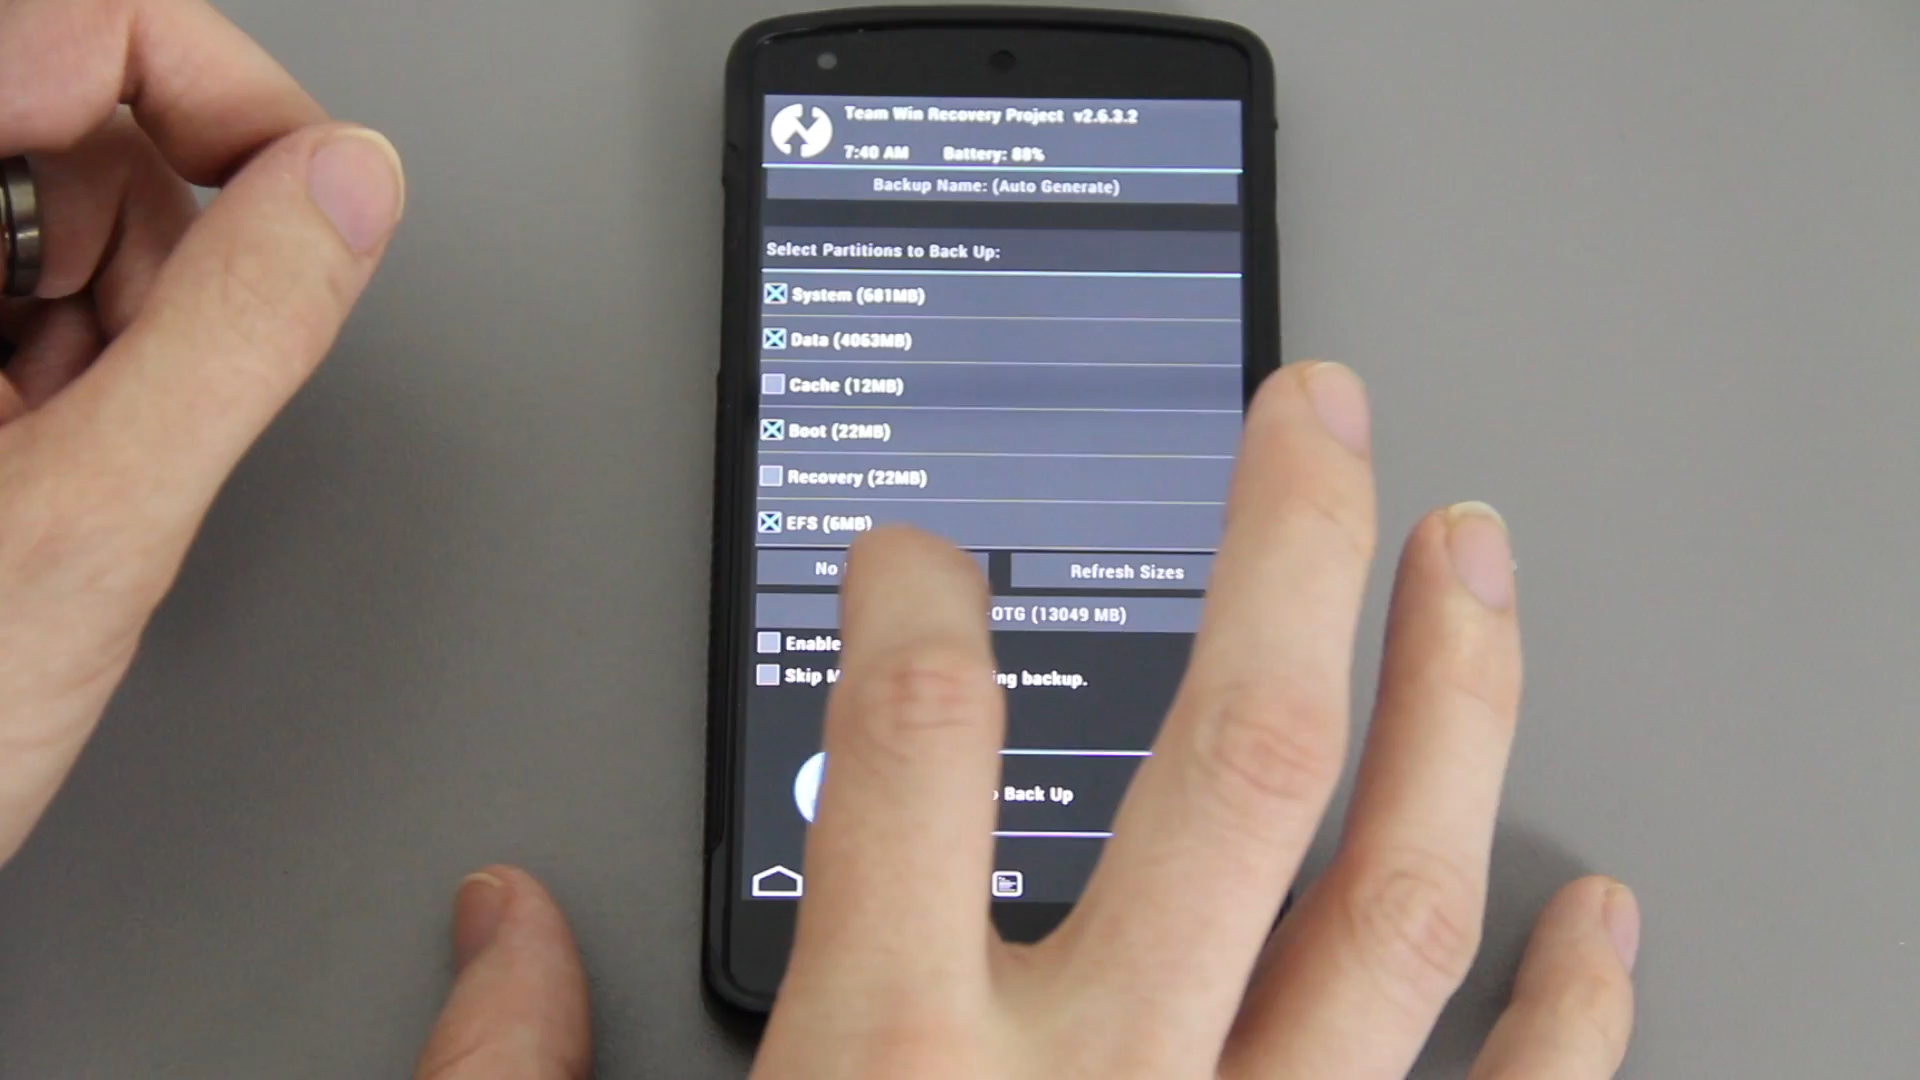 Team Win Recovery Project v2.6.3.2
7:40 AM Battery: 88%
Backup Name: (Auto Generate)
Select Partitions to Back Up:
System (681MB)
Data (4063MB)
Cache (12MB)
Boot (22MB)
Recovery (22MB)
EFS (6MB)
No
Refresh Sizes
-OTG (13049 MB)
Enable
Skip M ing backup.
Back Up